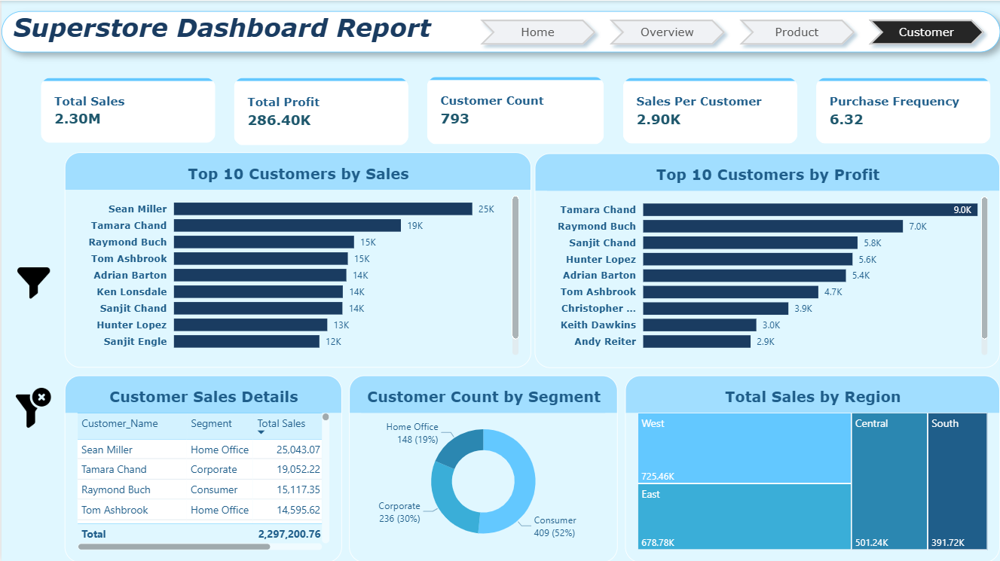 Superstore Dashboard Report
Home
Overview
Product
Customer
Total Sales
2.30M
Total Profit
286.40K
Customer Count
793
Sales Per Customer
2.90K
Purchase Frequency
6.32
Top 10 Customers by Sales
Sean Miller 25K
Tamara Chand 19K
Raymond Buch 15K
Tom Ashbrook 15K
Adrian Barton 14K
Ken Lonsdale 14K
Sanjit Chand 14K
Hunter Lopez 13K
Sanjit Engle 12K
Top 10 Customers by Profit
Tamara Chand 9.0K
Raymond Buch 7.0K
Sanjit Chand 5.8K
Hunter Lopez 5.6K
Adrian Barton 5.4K
Tom Ashbrook 4.7K
Christopher ... 3.9K
Keith Dawkins 3.0K
Andy Reiter 2.9K
Customer Sales Details
Customer_Name Segment Total Sales
Sean Miller Home Office 25,043.07
Tamara Chand Corporate 19,052.22
Raymond Buch Consumer 15,117.35
Tom Ashbrook Home Office 14,595.62
Total 2,297,200.76
Customer Count by Segment
Home Office
148 (19%)
Corporate
236 (30%)
Consumer
409 (52%)
Total Sales by Region
West
725.46K
East
678.78K
Central
501.24K
South
391.72K